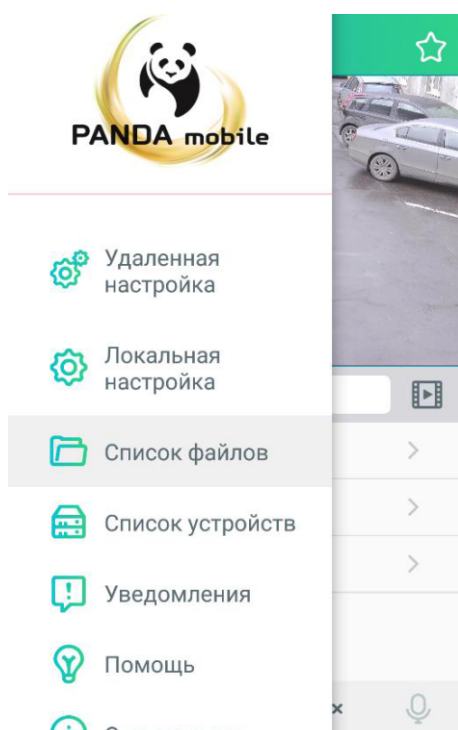 PANDA mobile
Удаленная
настройка
Локальная
настройка
Список файлов
Список устройств
Уведомления
Помощь